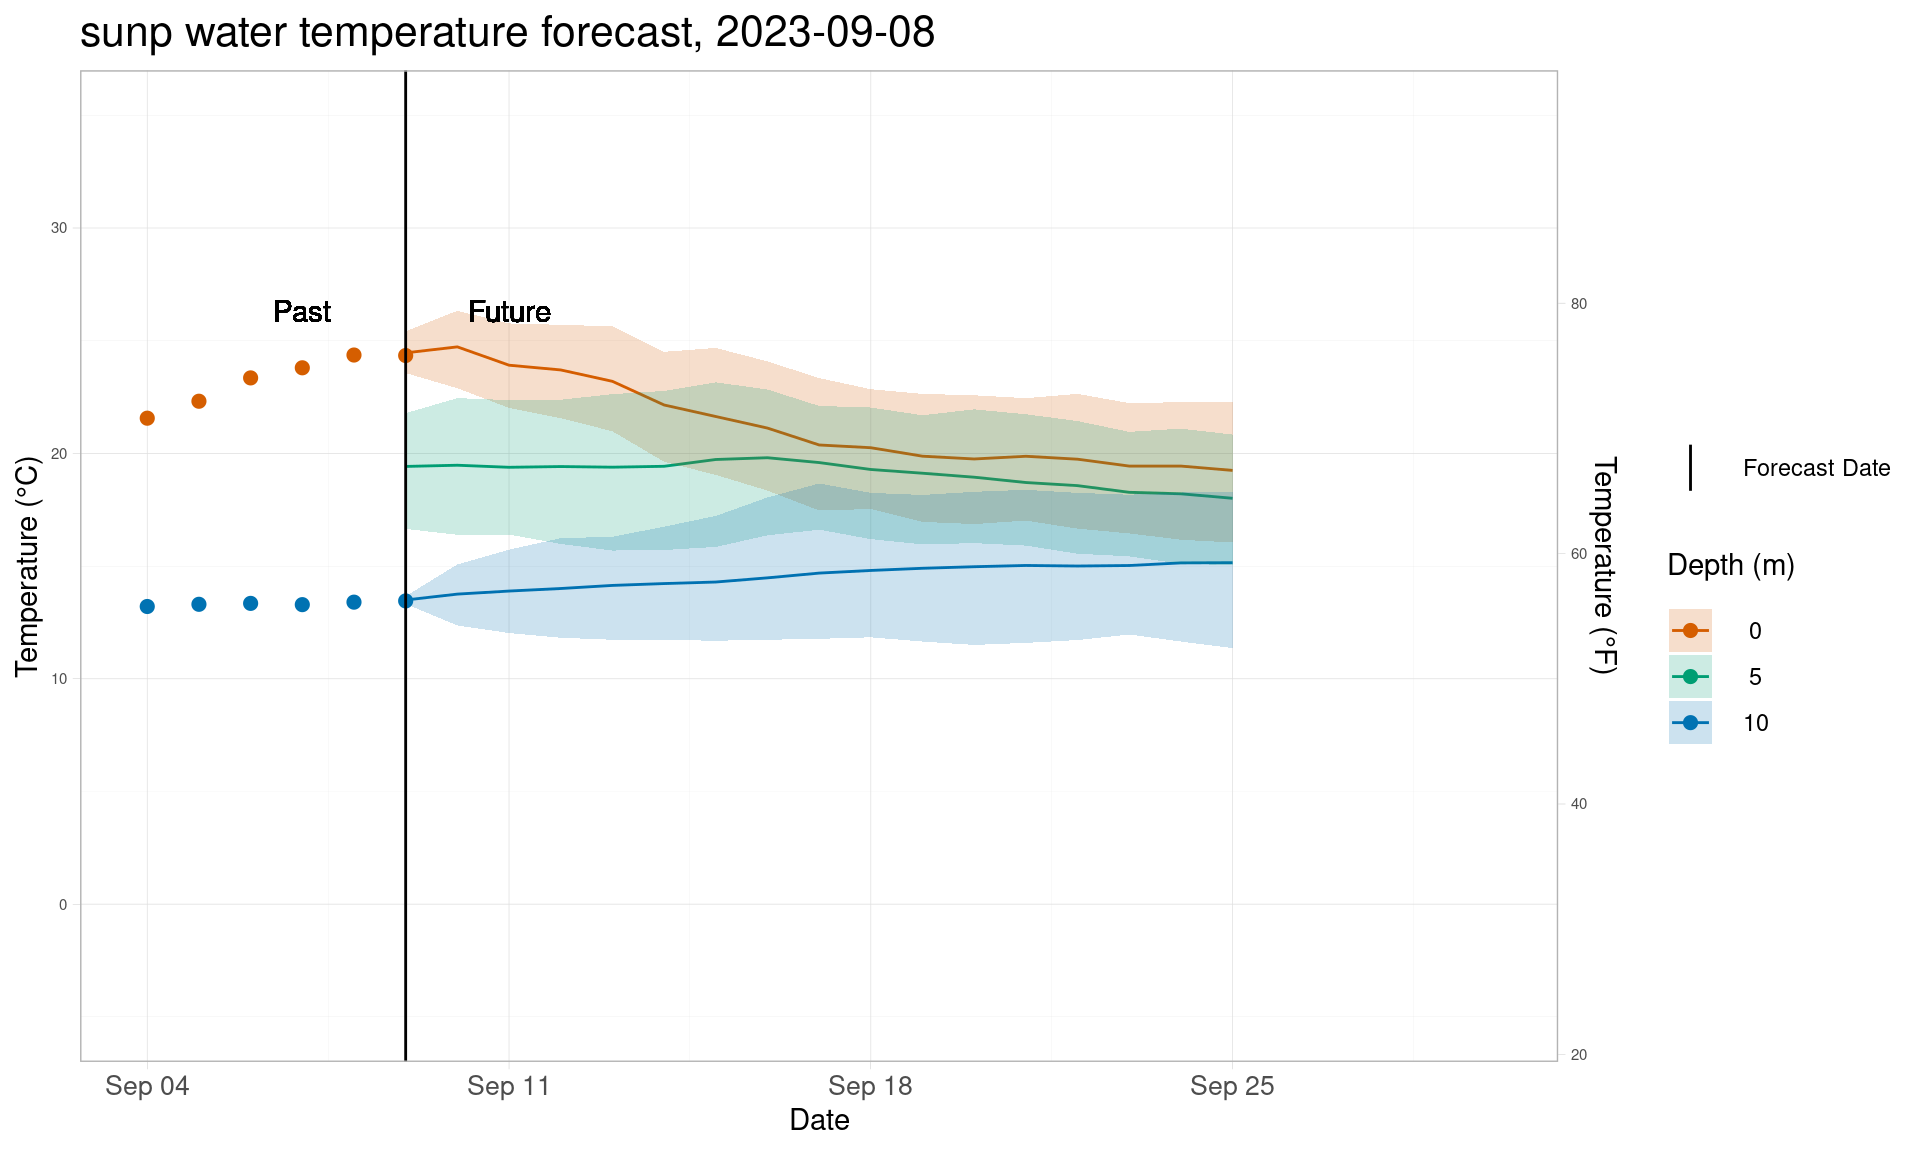 sunp water temperature forecast, 2023-09-08
30
20
10
0
Temperature (°C)
Past
Future
80
60
40
20
Temperature (°F)
Sep 04
Sep 11
Sep 18
Sep 25
Date
Forecast Date
Depth (m)
0
5
10